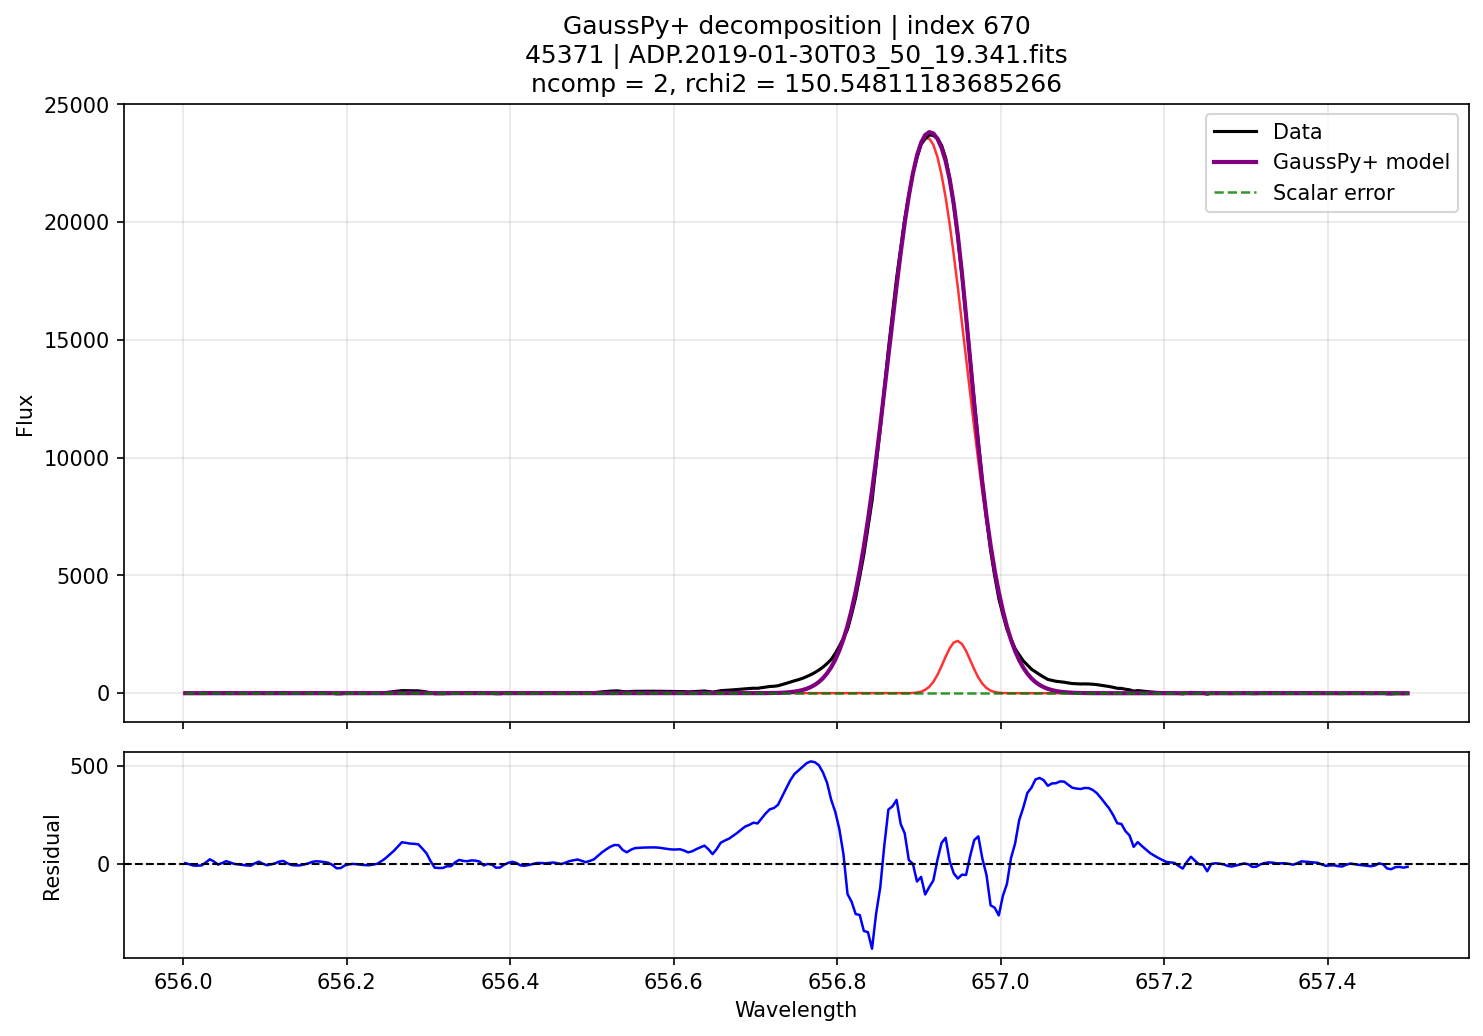 GaussPy+ decomposition | index 670
45371 | ADP.2019-01-30T03_50_19.341.fits
ncomp = 2, rchi2 = 150.54811183685266
25000
20000
15000
10000
5000
0
Flux
Data
GaussPy+ model
Scalar error
500
0
Residual
656.0
656.2
656.4
656.6
656.8
657.0
657.2
657.4
Wavelength